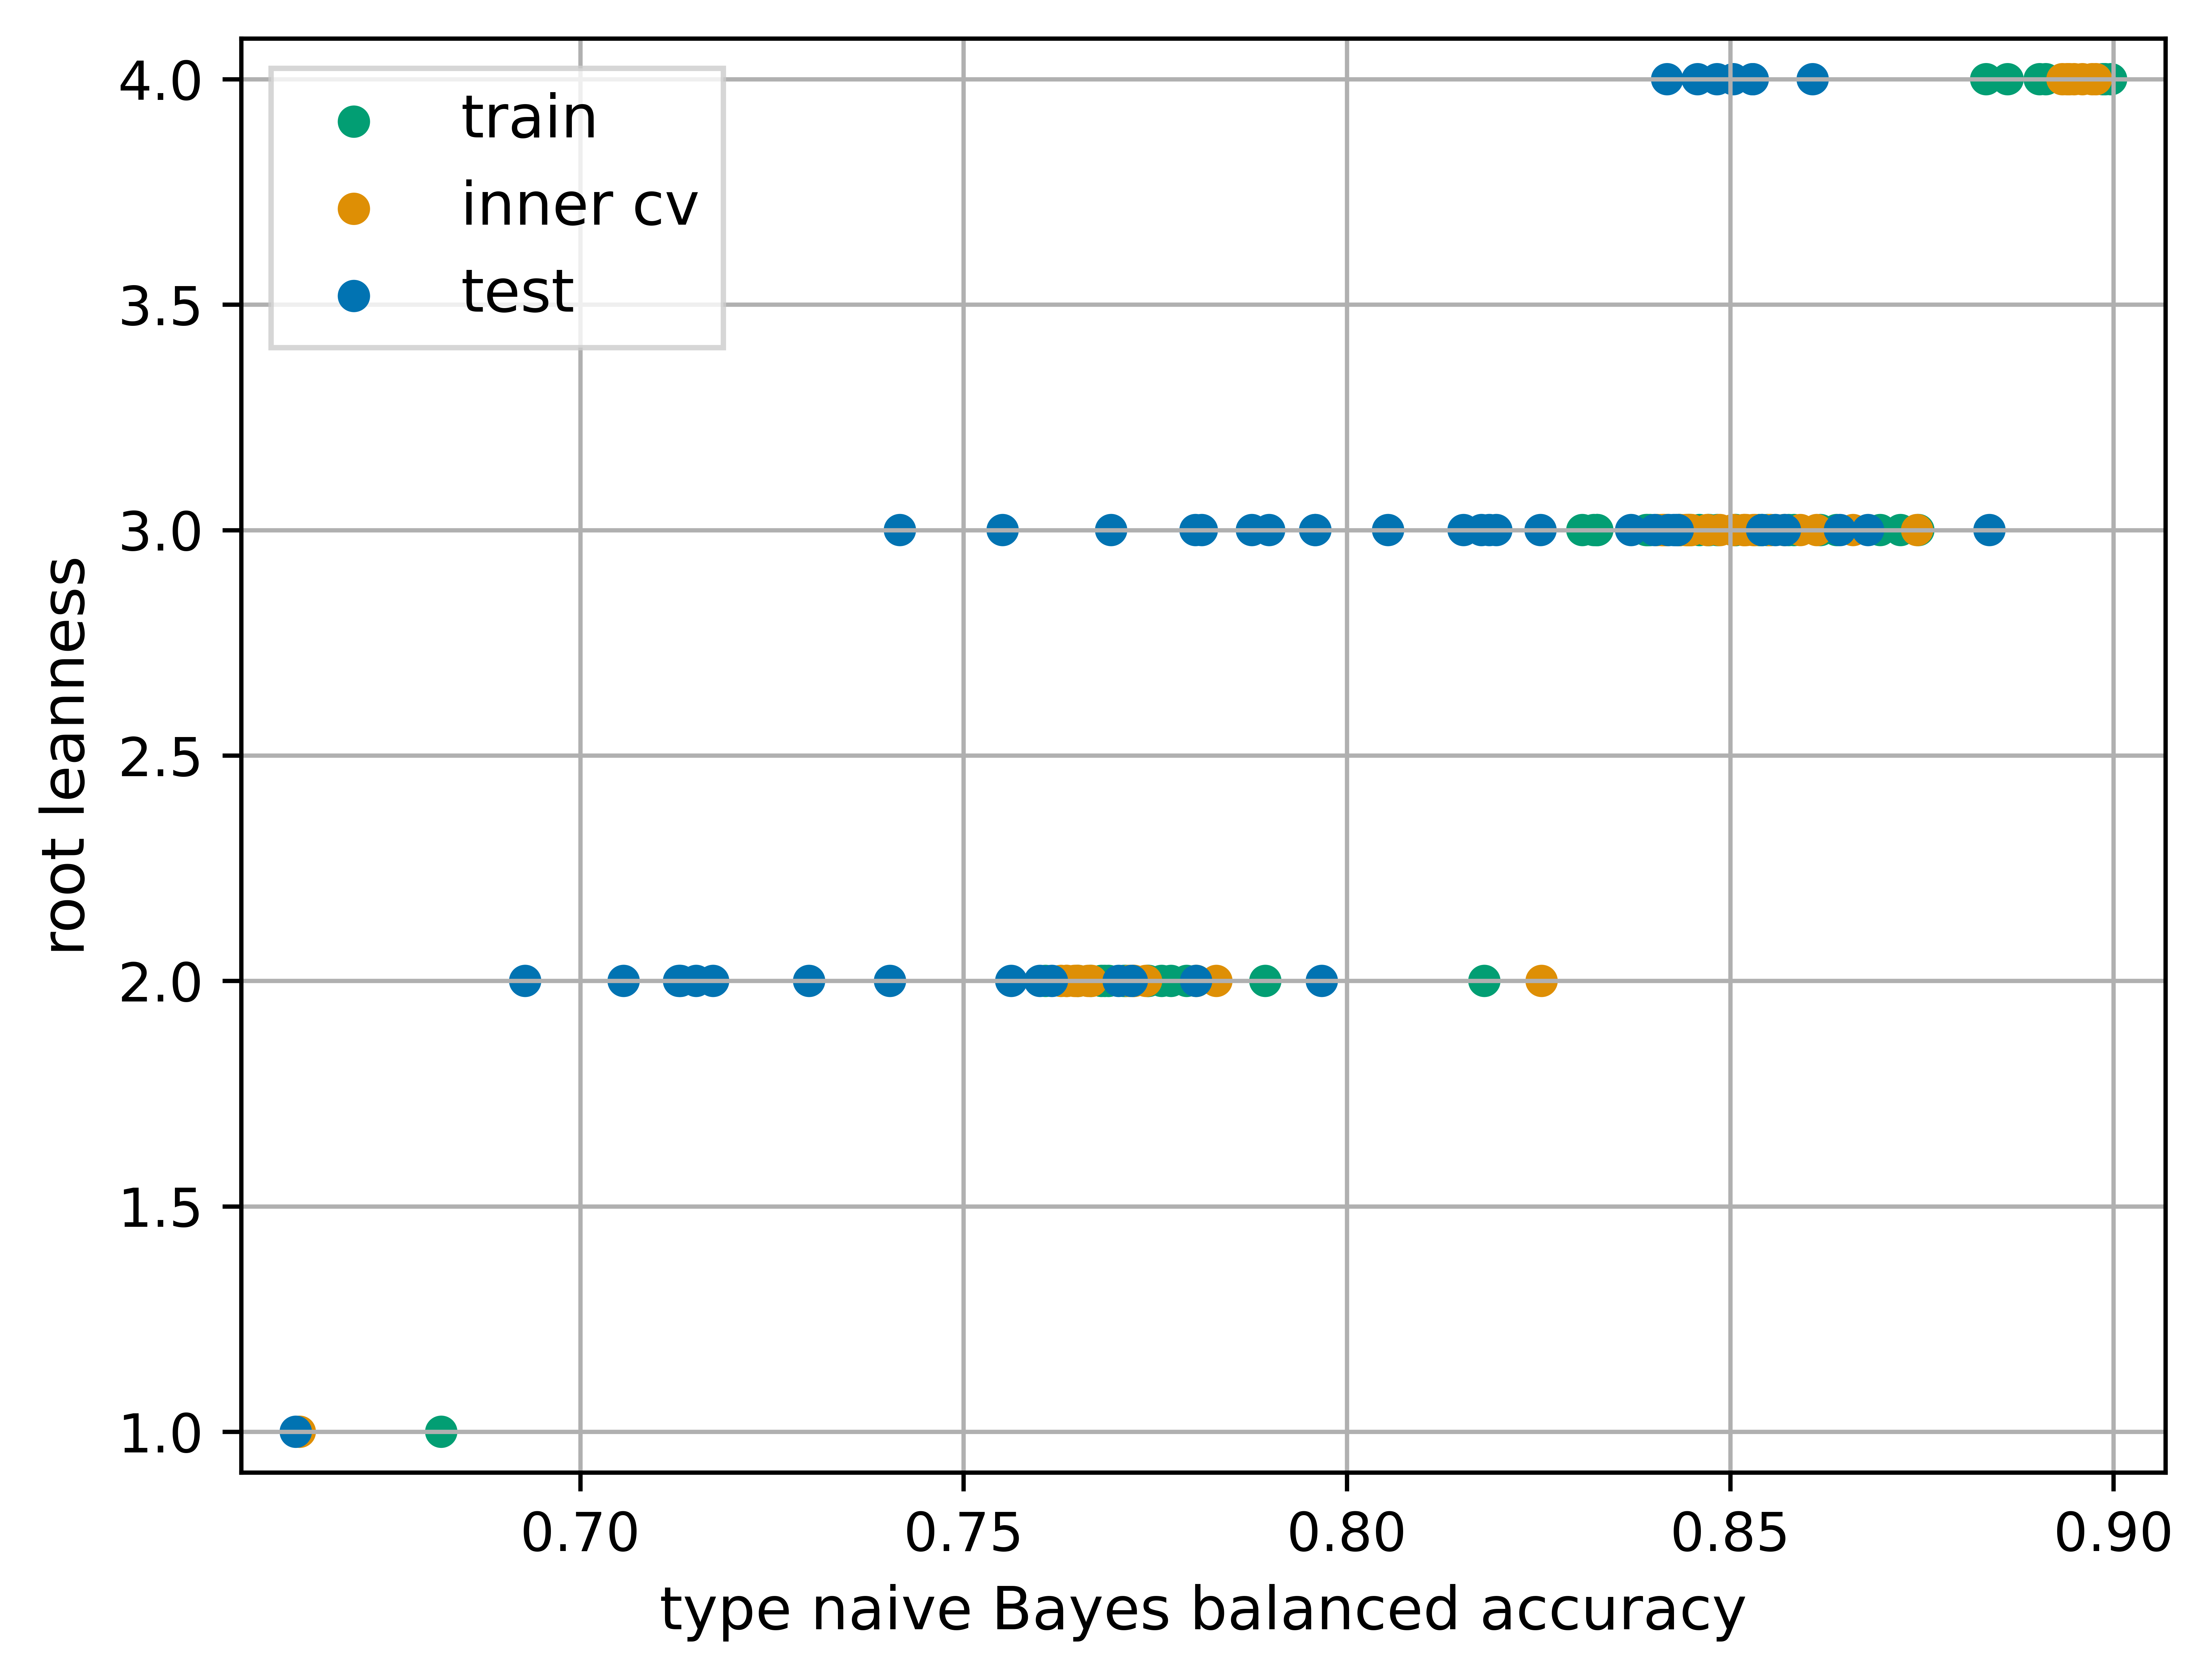 train
inner cv
test
root leanness
4.0
3.5
3.0
2.5
2.0
1.5
1.0
0.70 0.75 0.80 0.85 0.90
type naive Bayes balanced accuracy